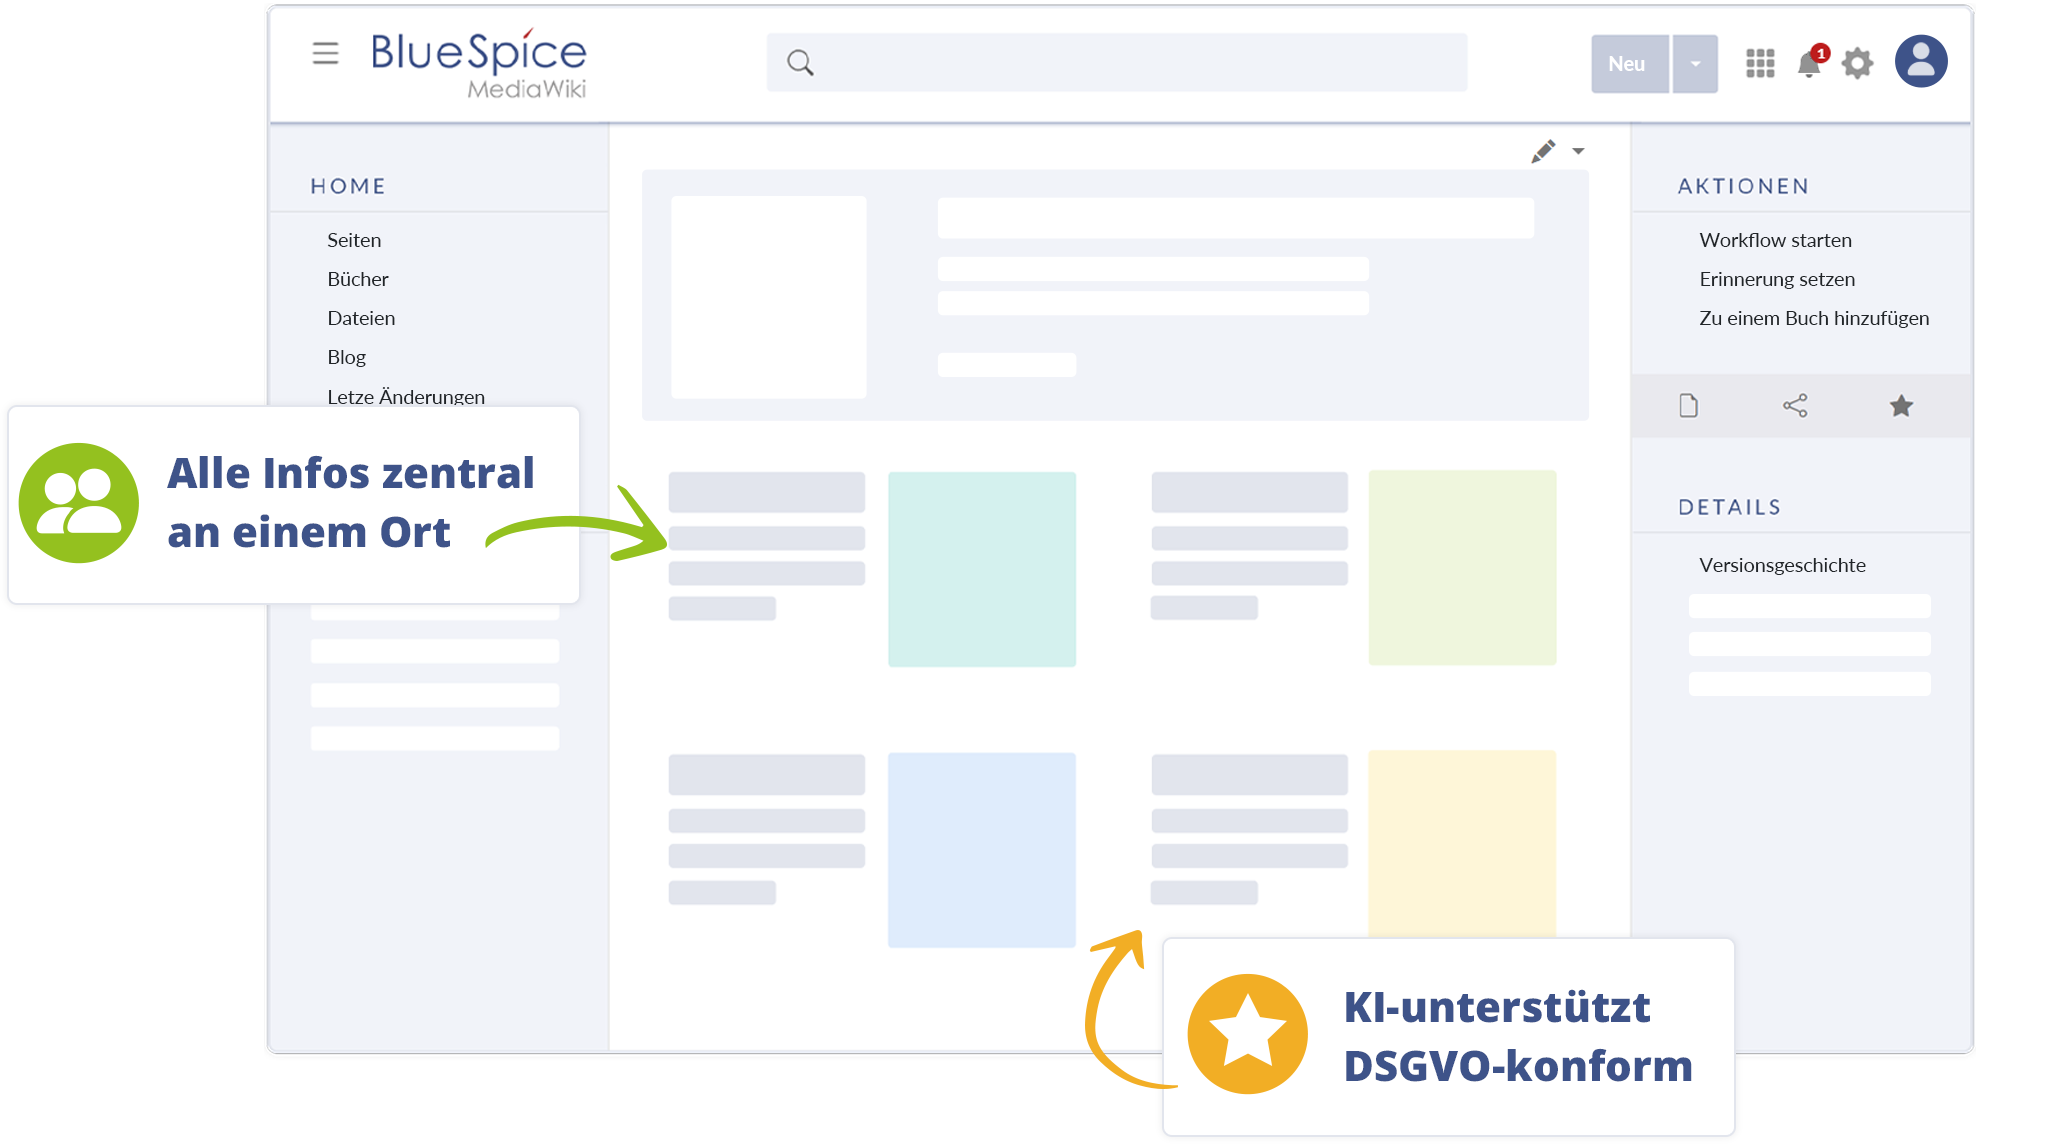 BlueSpice
MediaWiki
Neu
1
HOME
Seiten
Bücher
Dateien
Blog
Letze Änderungen
Alle Infos zentral
an einem Ort
AKTIONEN
Workflow starten
Erinnerung setzen
Zu einem Buch hinzufügen
DETAILS
Versionsgeschichte
KI-unterstützt
DSGVO-konform